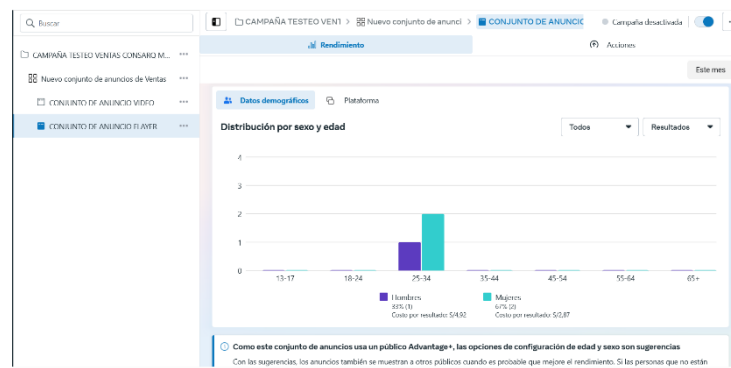 Buscar
CAMPAÑA TESTEO VEN1 > Nuevo conjunto de anunci > CONJUNTO DE ANUNCIC
Campaña desactivada
CAMPAÑA TESTEO VENTAS CONSARO M... ...
Nuevo conjunto de anuncios de Ventas ...
CONJUNTO DE ANUNCIO VIDEO ...
CONJUNTO DE ANUNCIO FLAYER ...
Rendimiento
Acciones
Este mes
Datos demográficos
Plataforma
Distribución por sexo y edad
Todos
Resultados
4
3
2
1
0
13-17 18-24 25-34 35-44 45-54 55-64 65+
Hombres
33% (1)
Costo por resultado: S/4,92
Mujeres
67% (2)
Costo por resultado: S/2,87
Como este conjunto de anuncios usa un público Advantage+, las opciones de configuración de edad y sexo son sugerencias
Con las sugerencias, los anuncios también se muestran a otros públicos cuando es probable que mejore el rendimiento. Si las personas que no están